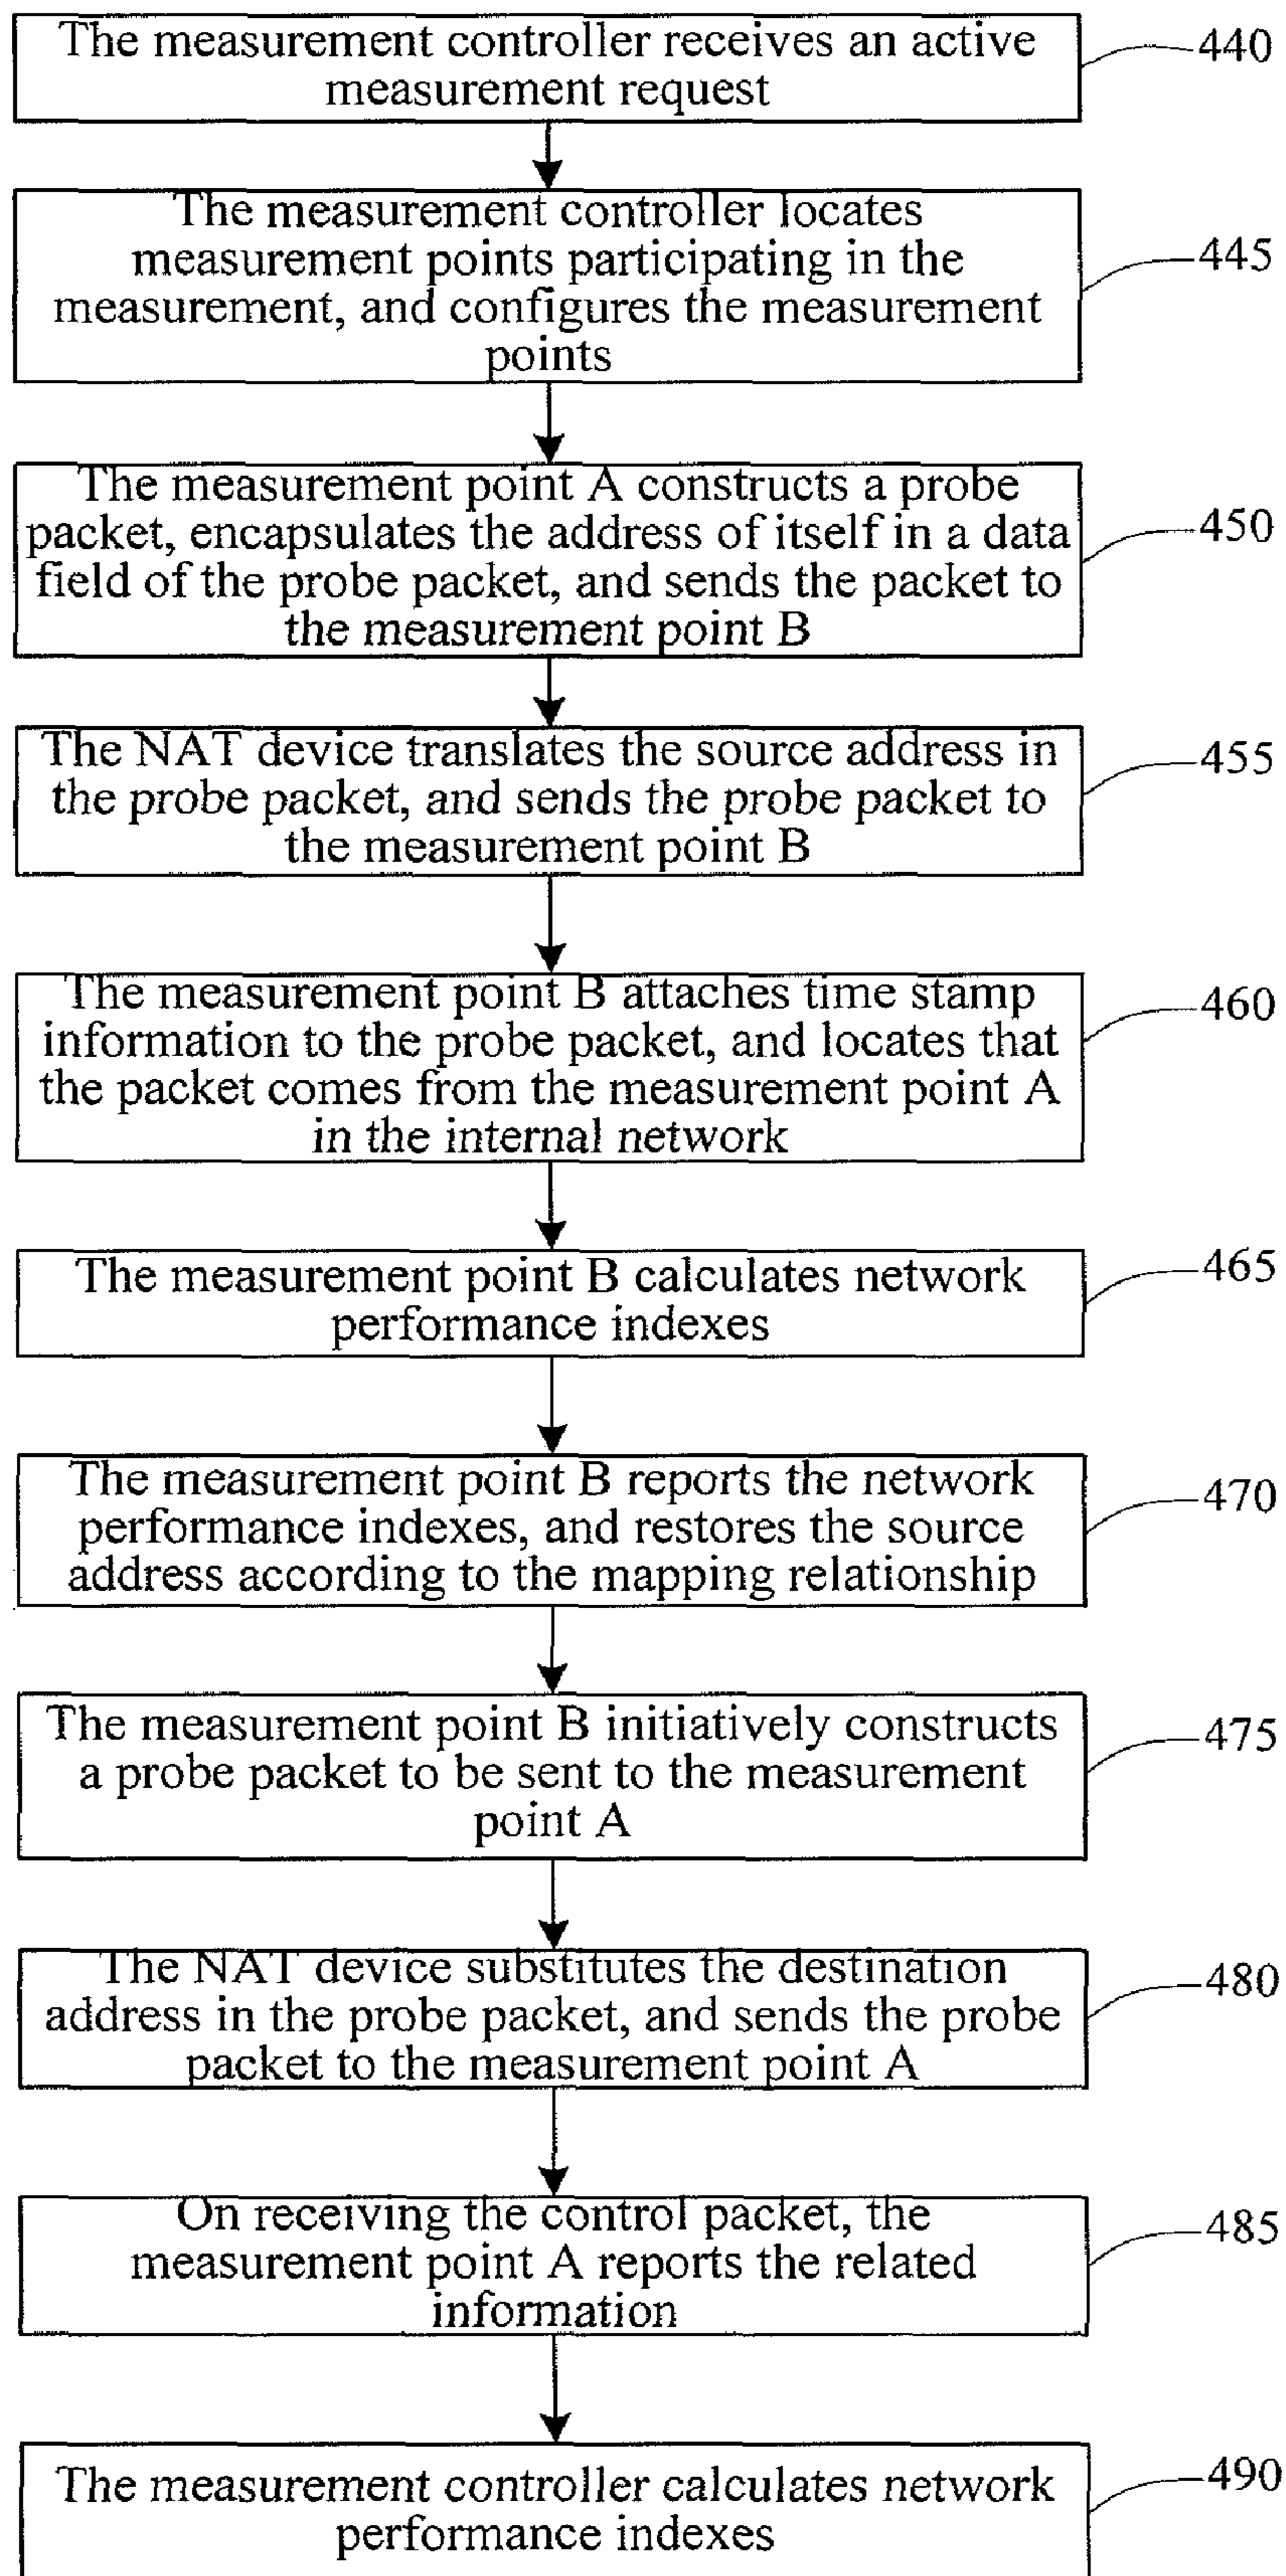 The measurement controller receives an active
measurement request
440
The measurement controller locates
measurement points participating in the
measurement, and configures the measurement
points
445
The measurement point A constructs a probe
packet, encapsulates the address of itself in a data
field of the probe packet, and sends the packet to
the measurement point B
450
The NAT device translates the source address in
the probe packet, and sends the probe packet to
the measurement point B
455
The measurement point B attaches time stamp
information to the probe packet, and locates that
the packet comes from the measurement point A
in the internal network
460
The measurement point B calculates network
performance indexes
465
The measurement point B reports the network
performance indexes, and restores the source
address according to the mapping relationship
470
The measurement point B initiatively constructs
a probe packet to be sent to the measurement
point A
475
The NAT device substitutes the destination
address in the probe packet, and sends the probe
packet to the measurement point A
480
On receiving the control packet, the
measurement point A reports the related
information
485
The measurement controller calculates network
performance indexes
490